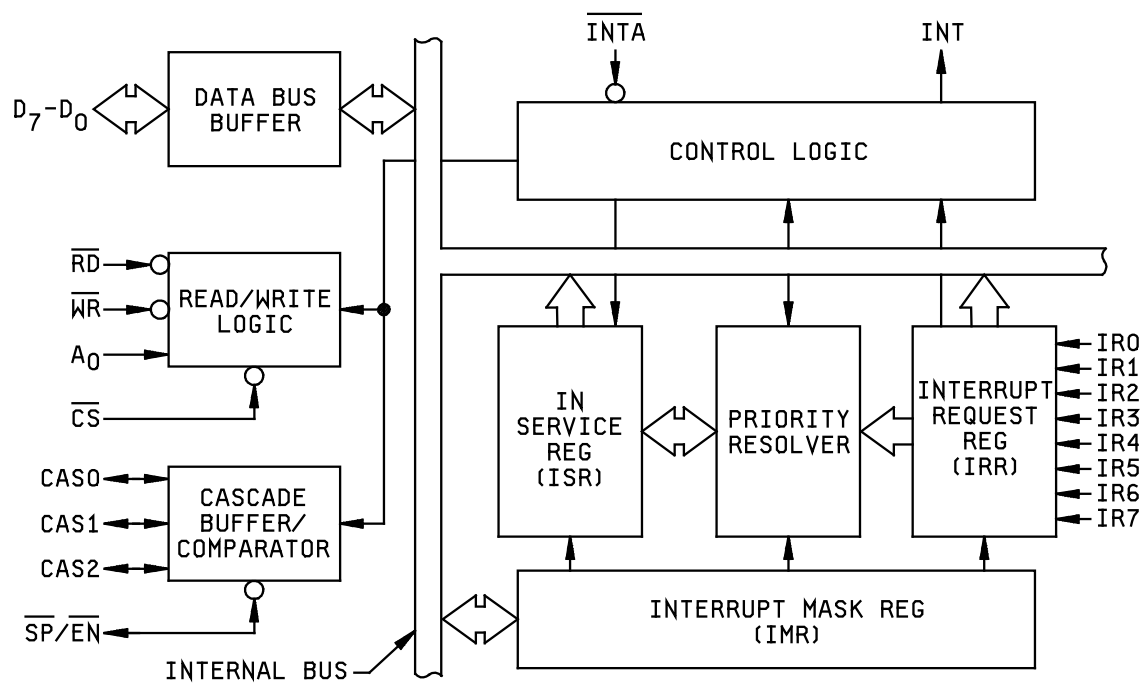 INTA
INT
D7-D0
DATA BUS
BUFFER
CONTROL LOGIC
RD
WR
A0
CS
READ/WRITE
LOGIC
IN
SERVICE
REG
(ISR)
PRIORITY
RESOLVER
INTERRUPT
REQUEST
REG
(IRR)
IR0
IR1
IR2
IR3
IR4
IR5
IR6
IR7
CAS0
CAS1
CAS2
SP/EN
CASCADE
BUFFER/
COMPARATOR
INTERRUPT MASK REG
(IMR)
INTERNAL BUS